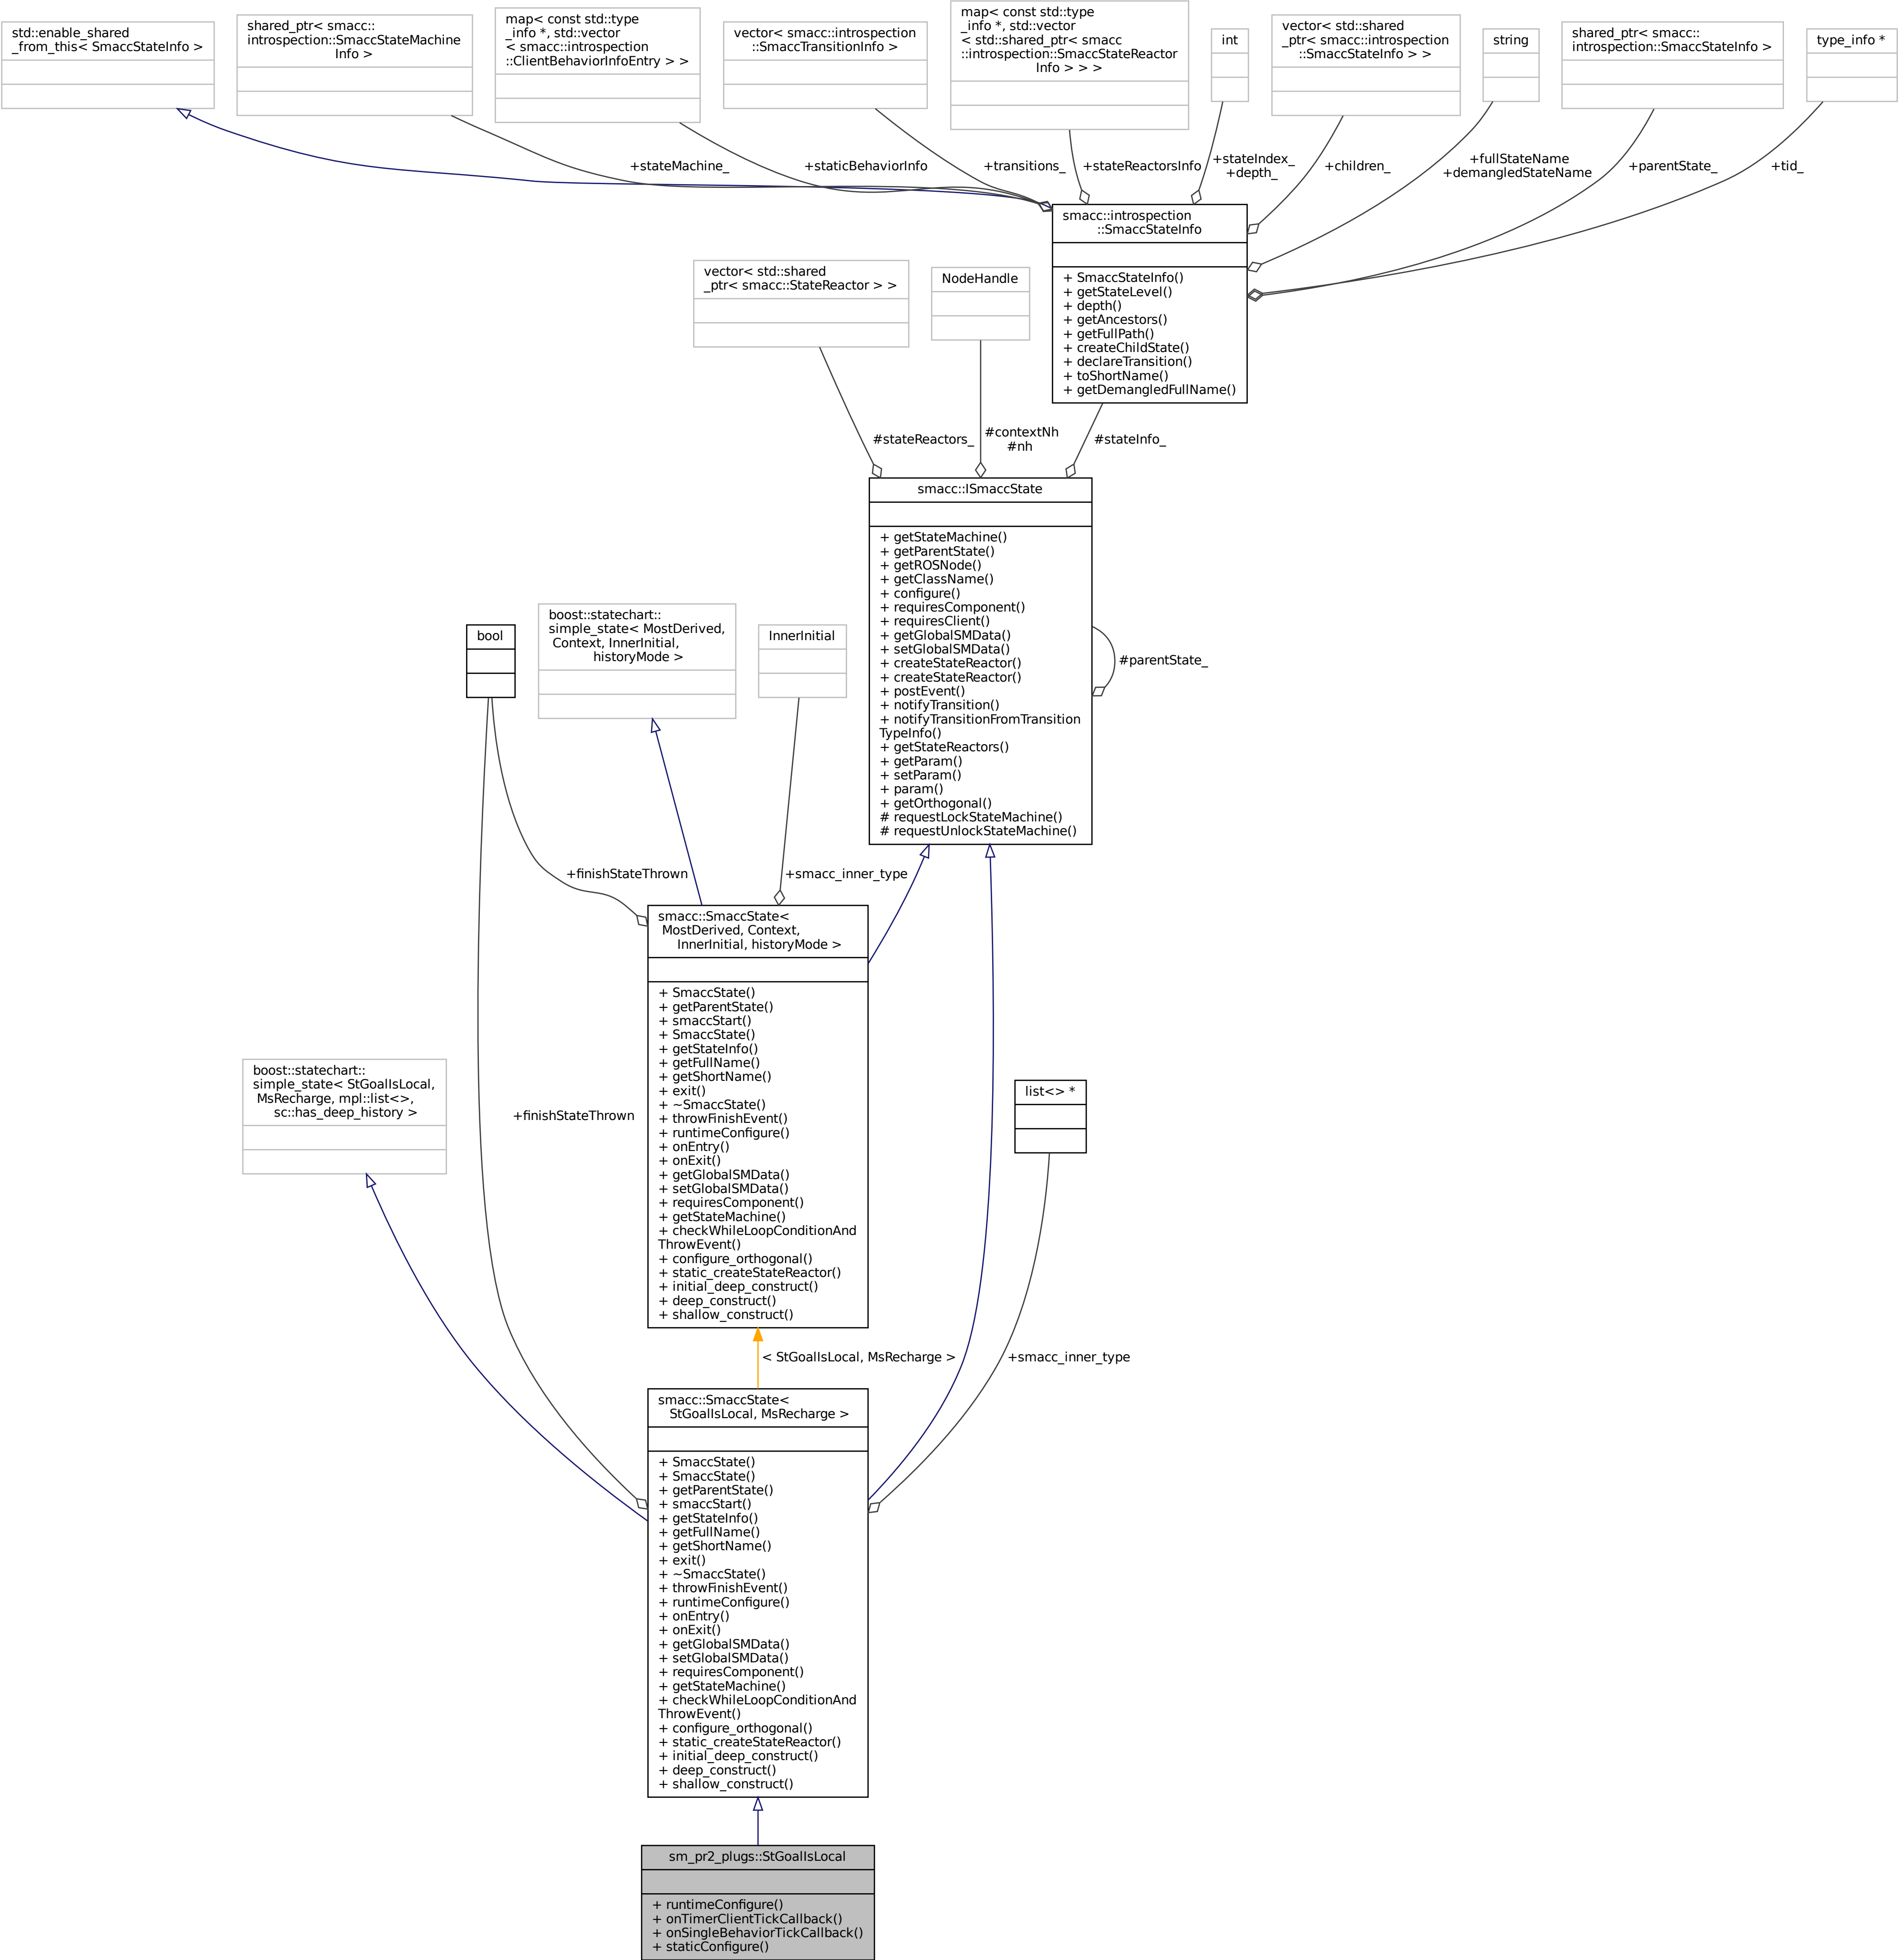 std::enable_shared
_from_this< SmaccStateInfo >
shared_ptr< smacc::
introspection::SmaccStateMachine
Info >
map< const std::type
_info *, std::vector
< smacc::introspection
::ClientBehaviorInfoEntry > >
vector< smacc::introspection
::SmaccTransitionInfo >
map< const std::type
_info *, std::vector
< std::shared_ptr< smacc
::introspection::SmaccStateReactor
Info > > >
int
vector< std::shared
_ptr< smacc::introspection
::SmaccStateInfo > >
string
shared_ptr< smacc::
introspection::SmaccStateInfo >
type_info *
+stateMachine_
+staticBehaviorInfo
+transitions_
+stateReactorsInfo
+stateIndex_
+depth_
+children_
+fullStateName
+demangledStateName
+parentState_
+tid_
smacc::introspection
::SmaccStateInfo
+ SmaccStateInfo()
+ getStateLevel()
+ depth()
+ getAncestors()
+ getFullPath()
+ createChildState()
+ declareTransition()
+ toShortName()
+ getDemangledFullName()
vector< std::shared
_ptr< smacc::StateReactor > >
NodeHandle
#stateReactors_
#contextNh
#nh
#stateInfo_
smacc::ISmaccState
+ getStateMachine()
+ getParentState()
+ getROSNode()
+ getClassName()
+ configure()
+ requiresComponent()
+ requiresClient()
+ getGlobalSMData()
+ setGlobalSMData()
+ createStateReactor()
+ createStateReactor()
+ postEvent()
+ notifyTransition()
+ notifyTransitionFromTransition
TypeInfo()
+ getStateReactors()
+ getParam()
+ setParam()
+ param()
+ getOrthogonal()
# requestLockStateMachine()
# requestUnlockStateMachine()
#parentState_
bool
boost::statechart::
simple_state< MostDerived,
Context, InnerInitial,
historyMode >
InnerInitial
+finishStateThrown
+smacc_inner_type
smacc::SmaccState<
MostDerived, Context,
InnerInitial, historyMode >
+ SmaccState()
+ getParentState()
+ smaccStart()
+ SmaccState()
+ getStateInfo()
+ getFullName()
+ getShortName()
+ exit()
+ ~SmaccState()
+ throwFinishEvent()
+ runtimeConfigure()
+ onEntry()
+ onExit()
+ getGlobalSMData()
+ setGlobalSMData()
+ requiresComponent()
+ getStateMachine()
+ checkWhileLoopConditionAnd
ThrowEvent()
+ configure_orthogonal()
+ static_createStateReactor()
+ initial_deep_construct()
+ deep_construct()
+ shallow_construct()
boost::statechart::
simple_state< StGoalIsLocal,
MsRecharge, mpl::list<>,
sc::has_deep_history >
+finishStateThrown
list<> *
< StGoalIsLocal, MsRecharge >
+smacc_inner_type
smacc::SmaccState<
StGoalIsLocal, MsRecharge >
+ SmaccState()
+ SmaccState()
+ getParentState()
+ smaccStart()
+ getStateInfo()
+ getFullName()
+ getShortName()
+ exit()
+ ~SmaccState()
+ throwFinishEvent()
+ runtimeConfigure()
+ onEntry()
+ onExit()
+ getGlobalSMData()
+ setGlobalSMData()
+ requiresComponent()
+ getStateMachine()
+ checkWhileLoopConditionAnd
ThrowEvent()
+ configure_orthogonal()
+ static_createStateReactor()
+ initial_deep_construct()
+ deep_construct()
+ shallow_construct()
sm_pr2_plugs::StGoalIsLocal
+ runtimeConfigure()
+ onTimerClientTickCallback()
+ onSingleBehaviorTickCallback()
+ staticConfigure()